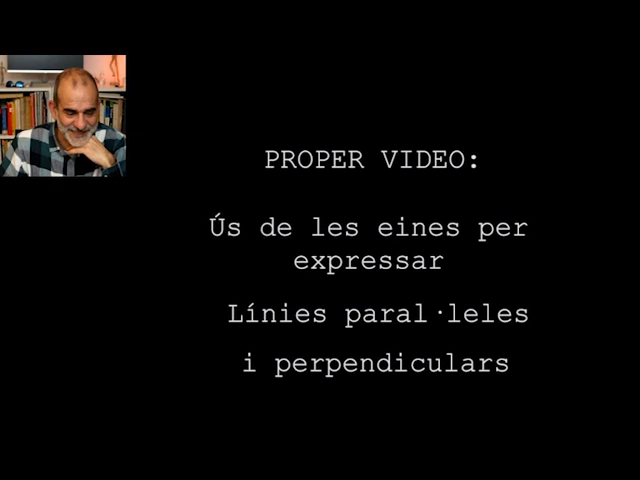 PROPER VIDEO:
Ús de les eines per
expressar
Línies paral·leles
i perpendiculars